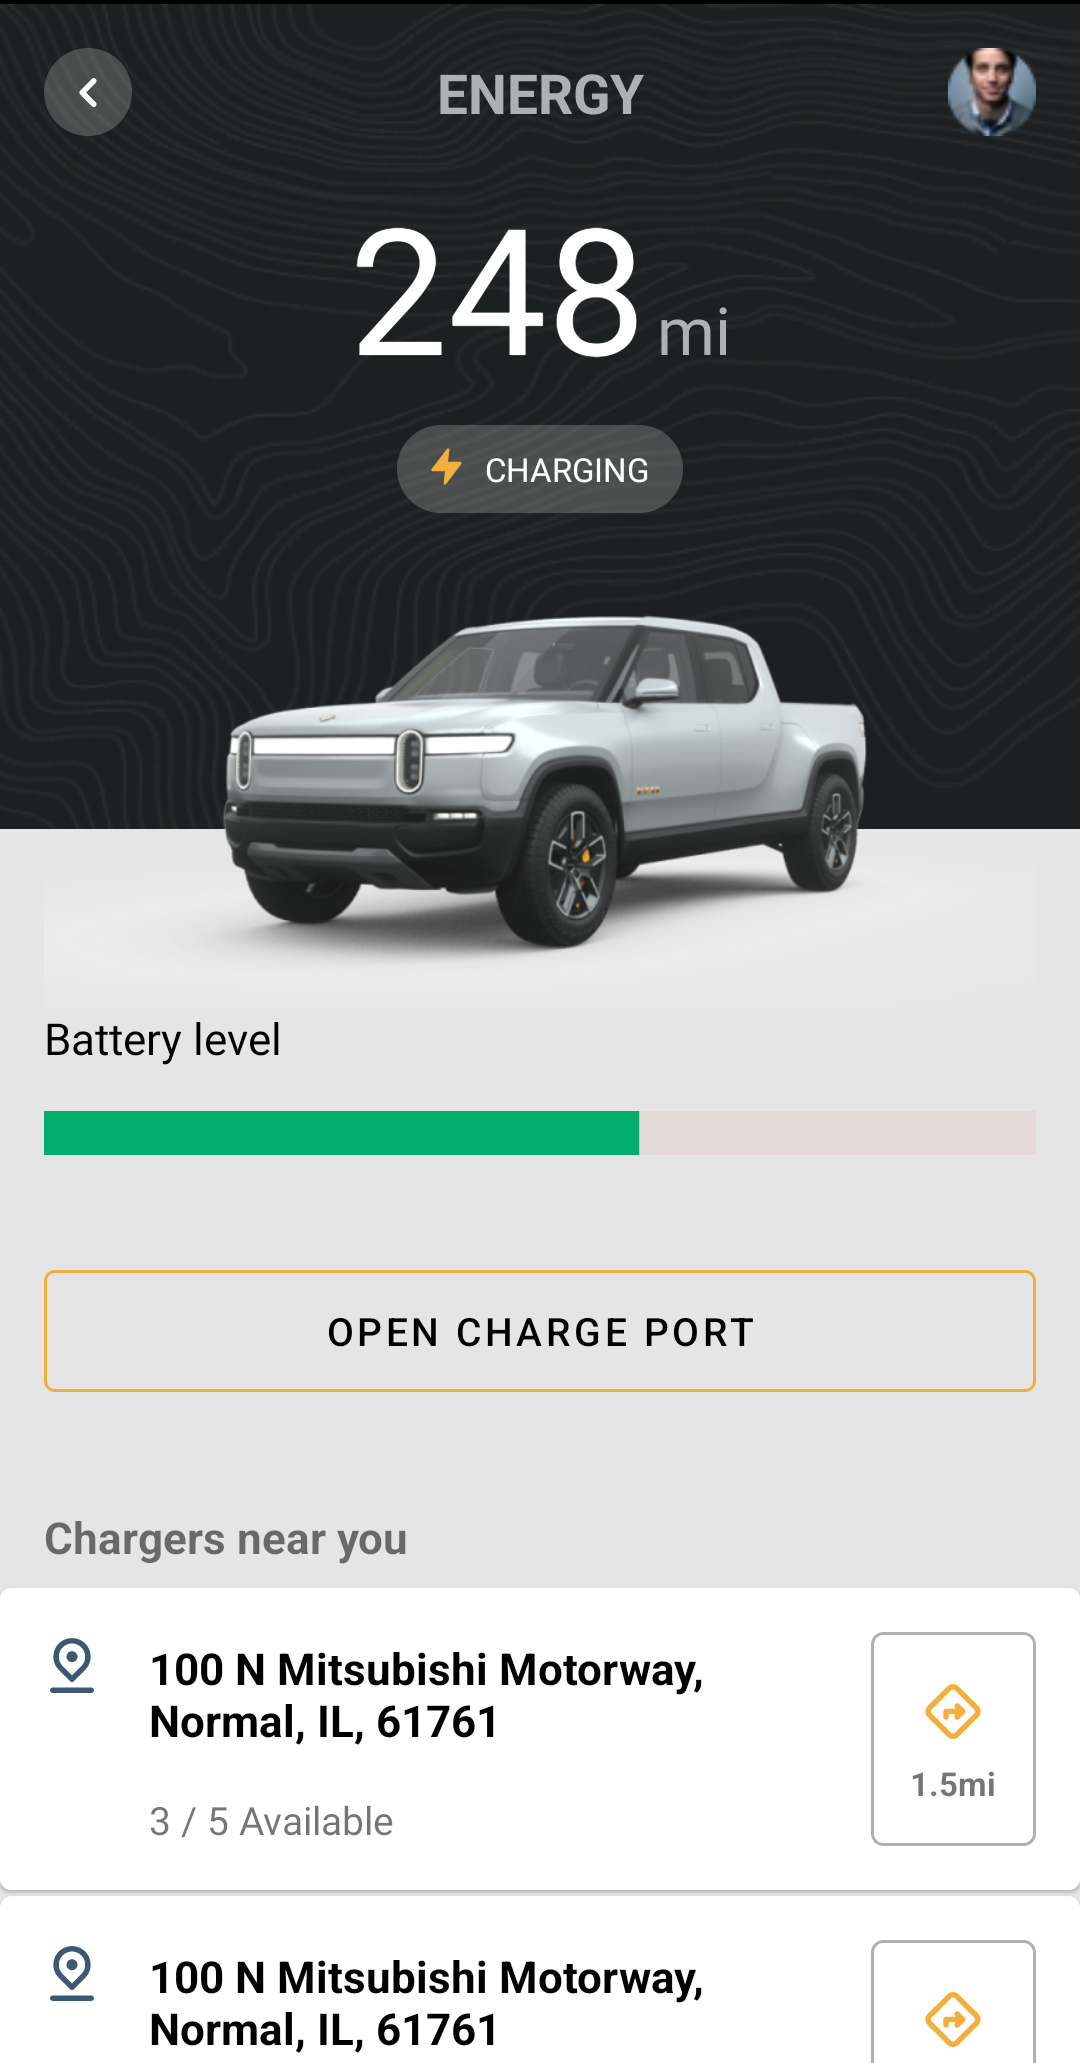 ENERGY
248 mi
CHARGING
Battery level
OPEN CHARGE PORT
Chargers near you
100 N Mitsubishi Motorway,
Normal, IL, 61761
1.5mi
3 / 5 Available
100 N Mitsubishi Motorway,
Normal, IL, 61761